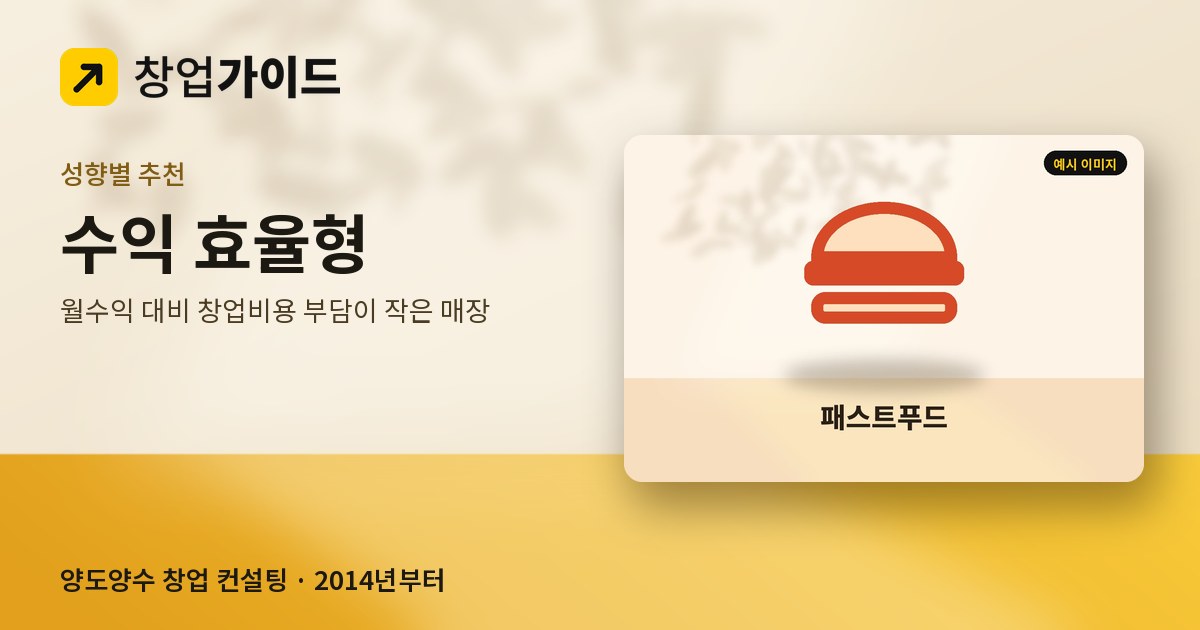 창업가이드
성향별 추천
수익 효율형
월수익 대비 창업비용 부담이 작은 매장
예시 이미지
패스트푸드
양도양수 창업 컨설팅 · 2014년부터